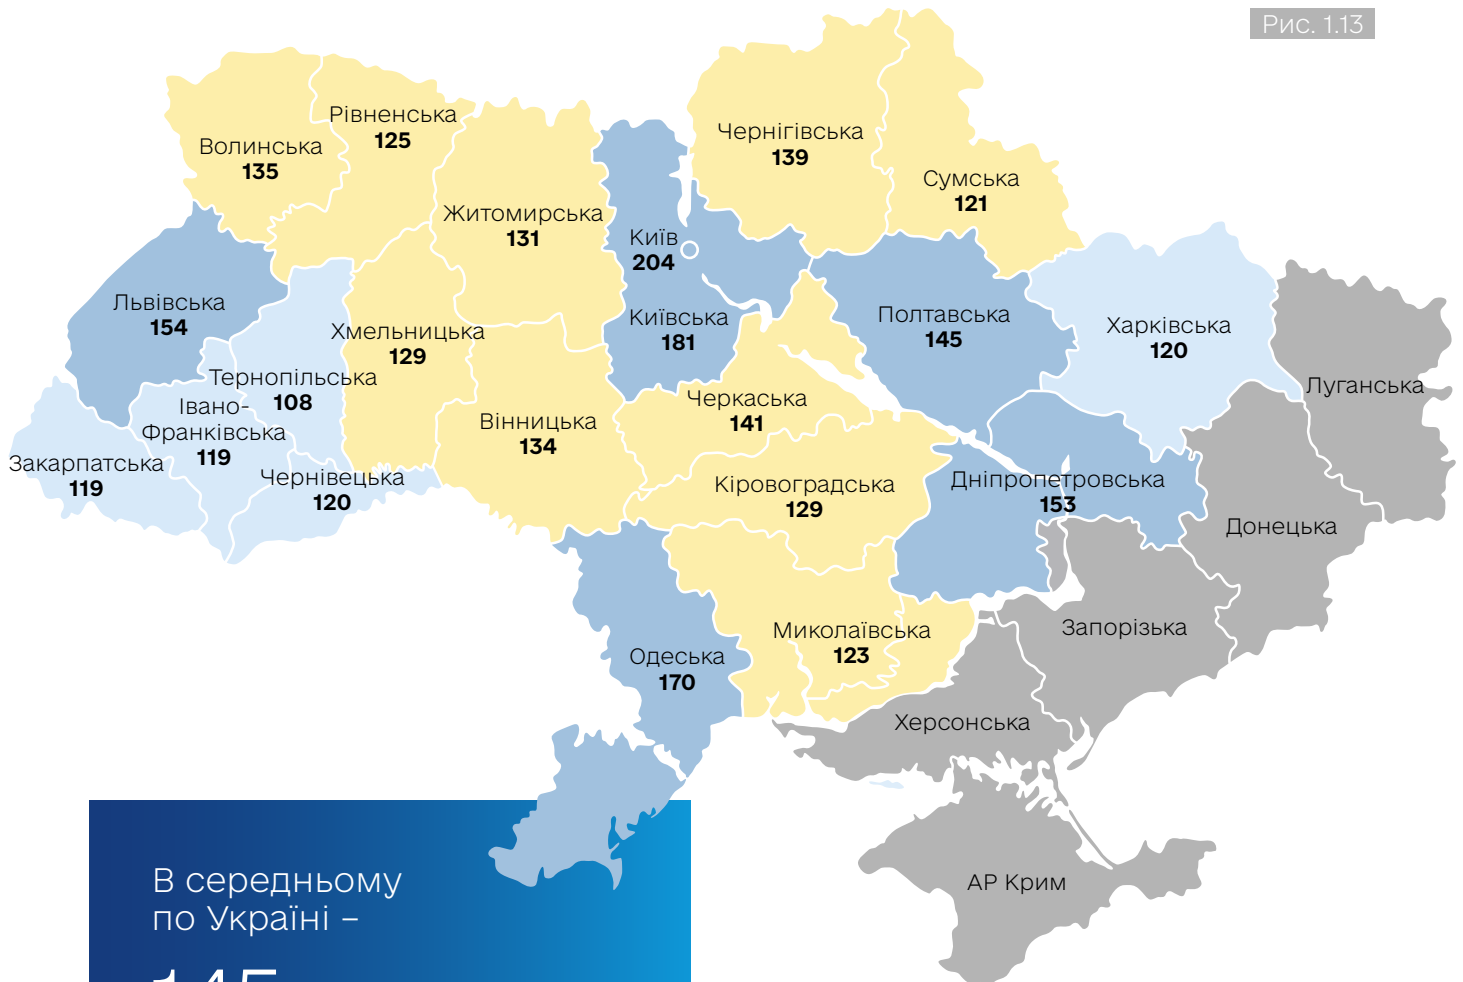 Рис. 1.13
Волинська
135
Рівненська
125
Житомирська
131
Київ
204
Київська
181
Чернігівська
139
Сумська
121
Львівська
154
Тернопільська
108
Хмельницька
129
Івано-
Франківська
119
Закарпатська
119
Чернівецька
120
Вінницька
134
Черкаська
141
Полтавська
145
Харківська
120
Луганська
Кіровоградська
129
Дніпропетровська
153
Донецька
Одеська
170
Миколаївська
123
Запорізька
Херсонська
АР Крим
В середньому
по Україні –
145